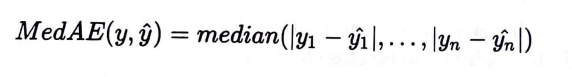 MedAE(y, ŷ) = median(|y₁ − ŷ₁|, . . . , |yₙ − ŷₙ|)